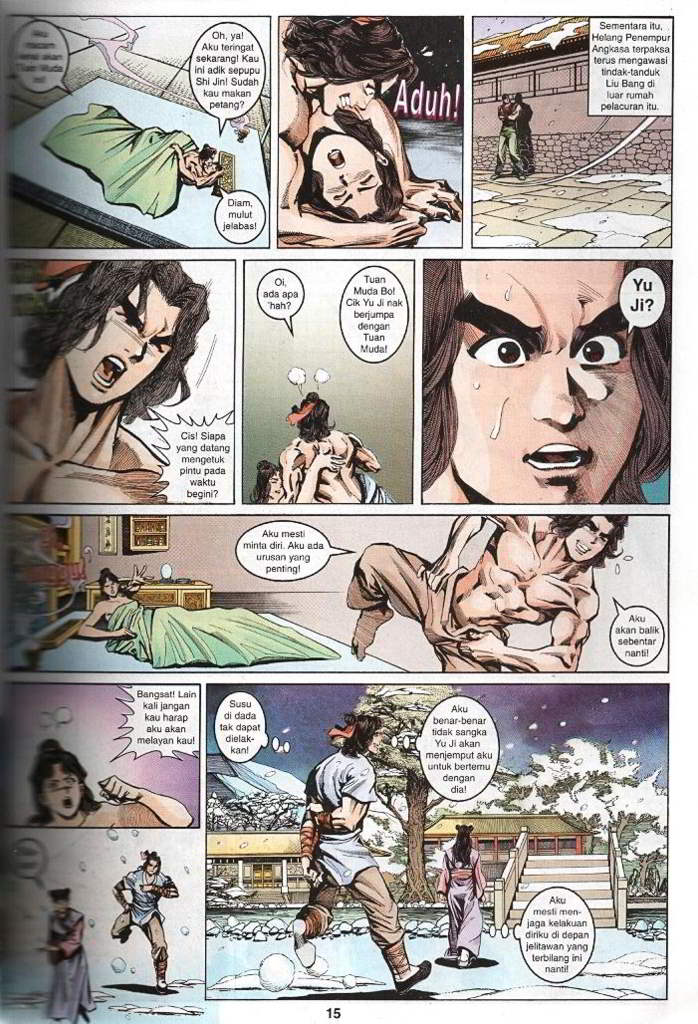 Aku
macam
kenal
Tuan Muda
Oh, ya!
Aku teringat
sekarang! Kau
ini adik sepupu
Shi Jin! Sudah
kau makan
petang?
Diam,
mulut
jelabas!
Aduh!
Sementara itu,
Helang Penempur
Angkasa terpaksa
terus mengawasi
tindak-tanduk
Liu Bang di
luar rumah
pelacuran itu.
Cis! Siapa
yang datang
mengetuk
pintu pada
waktu
begini?
Oi,
ada apa
'hah?
Tuan
Muda Bo!
Cik Yu Ji nak
berjumpa
dengan
Tuan
Muda!
Yu
Ji?
Aku mesti
minta diri. Aku ada
urusan yang
penting!
Aku
akan balik
sebentar
nanti!
Bangsat! Lain
kali jangan
kau harap
aku akan
melayan kau!
Susu
di dada
tak dapat
dielak-
kan!
Aku
benar-benar
tidak sangka
Yu Ji akan
menjemput aku
untuk bertemu
dengan
dia!
Aku
mesti men-
jaga kelakuan
diriku di depan
jelitawan yang
terbilang ini
nanti!
15